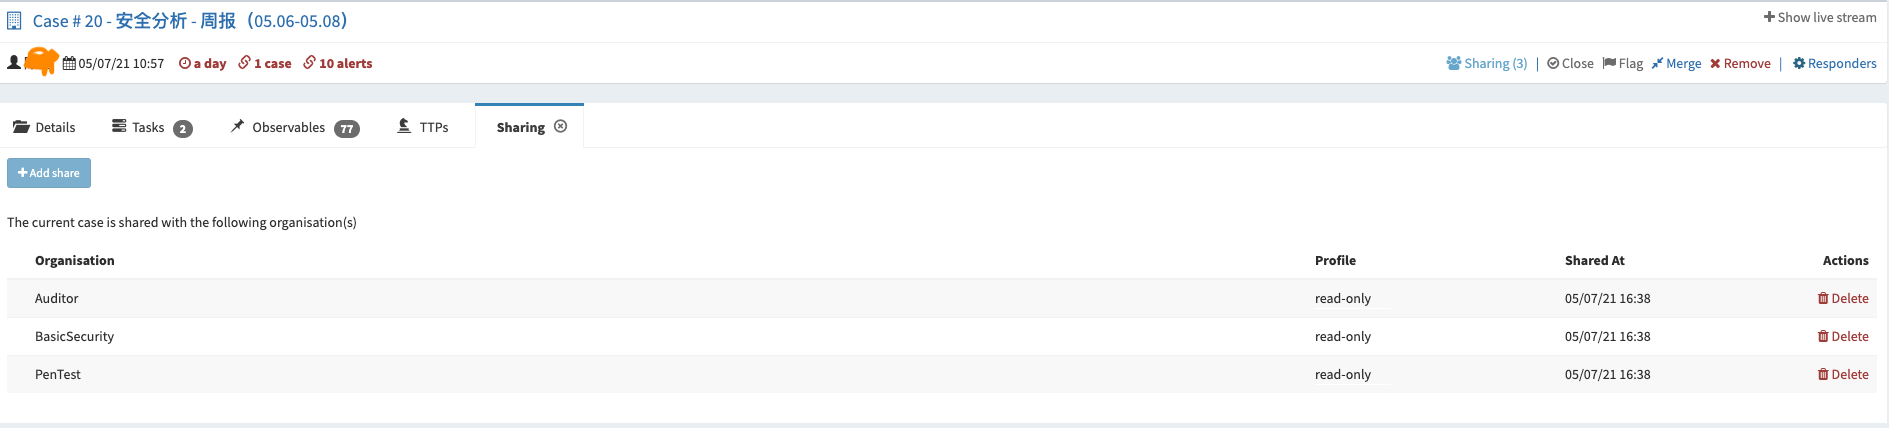 Case # 20 - 安全分析 - 周报（05.06-05.08）
Show live stream
05/07/21 10:57 a day 1 case 10 alerts
Sharing (3) | Close Flag Merge Remove | Responders
Details Tasks 2 Observables 77 TTPs Sharing
Add share
The current case is shared with the following organisation(s)
Organisation Profile Shared At Actions
Auditor read-only 05/07/21 16:38 Delete
BasicSecurity read-only 05/07/21 16:38 Delete
PenTest read-only 05/07/21 16:38 Delete